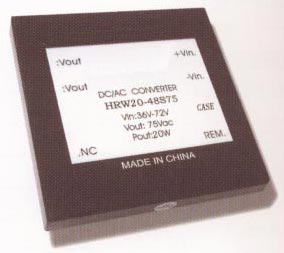 :Vout
+Vin.
:Vout
-Vin.
DC/AC CONVERTER
HRW20-48S75
Vin:36V-72V
CASE
Vout: 75Vac
Pout:20W
REM.
.NC
MADE IN CHINA